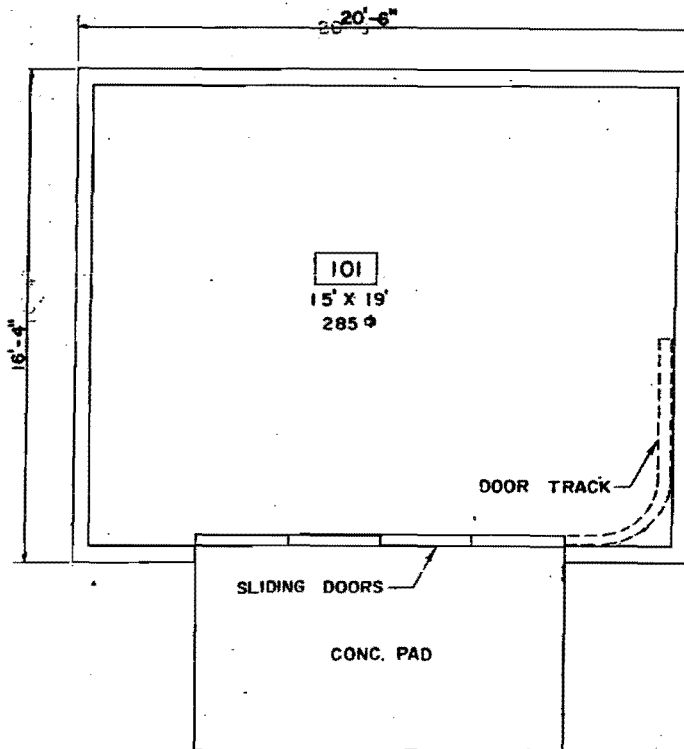 20'-6"
16'-4"
101
15' X 19'
285 ⌽
DOOR TRACK
SLIDING DOORS
CONC. PAD